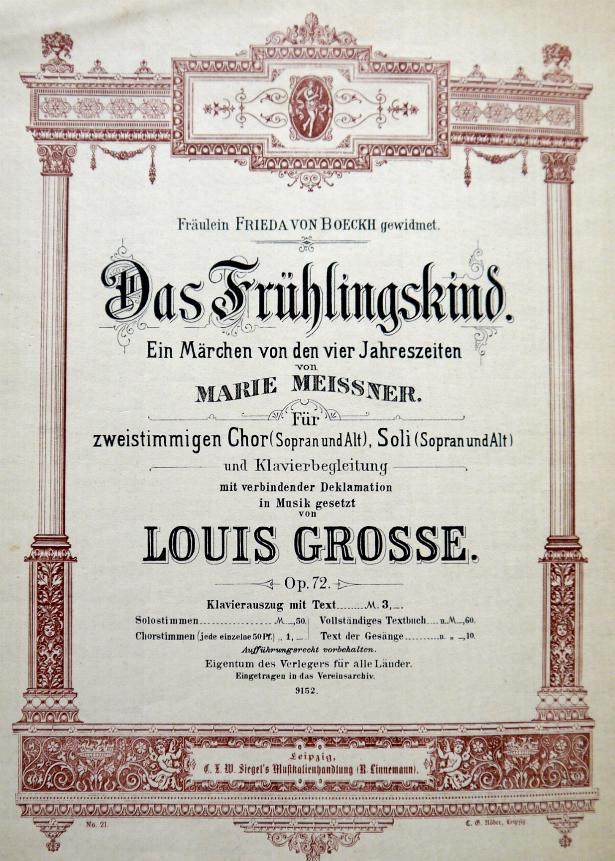 Fräulein FRIEDA VON BOECKH gewidmet.
Das Frühlingskind.
Ein Märchen von den vier Jahreszeiten
von
MARIE MEISSNER.
Für
zweistimmigen Chor (Sopran und Alt), Soli (Sopran und Alt)
und Klavierbegleitung
mit verbindender Deklamation
in Musik gesetzt
von
LOUIS GROSSE.
Op. 72.
Klavierauszug mit Text........M. 3,_.
Solostimmen ................ M._,50. Vollständiges Textbuch....n.M._,60.
Chorstimmen (jede einzelne 50 Pf.) „ 1,_. Text der Gesänge........n. „ _,10.
Aufführungsrecht vorbehalten.
Eigentum des Verlegers für alle Länder.
Eingetragen in das Vereinsarchiv.
9152.
Leipzig,
C. F. W. Siegel's Musikalienhandlung (R. Linnemann).
No. 21.
C. G. Röder, Leipzig.